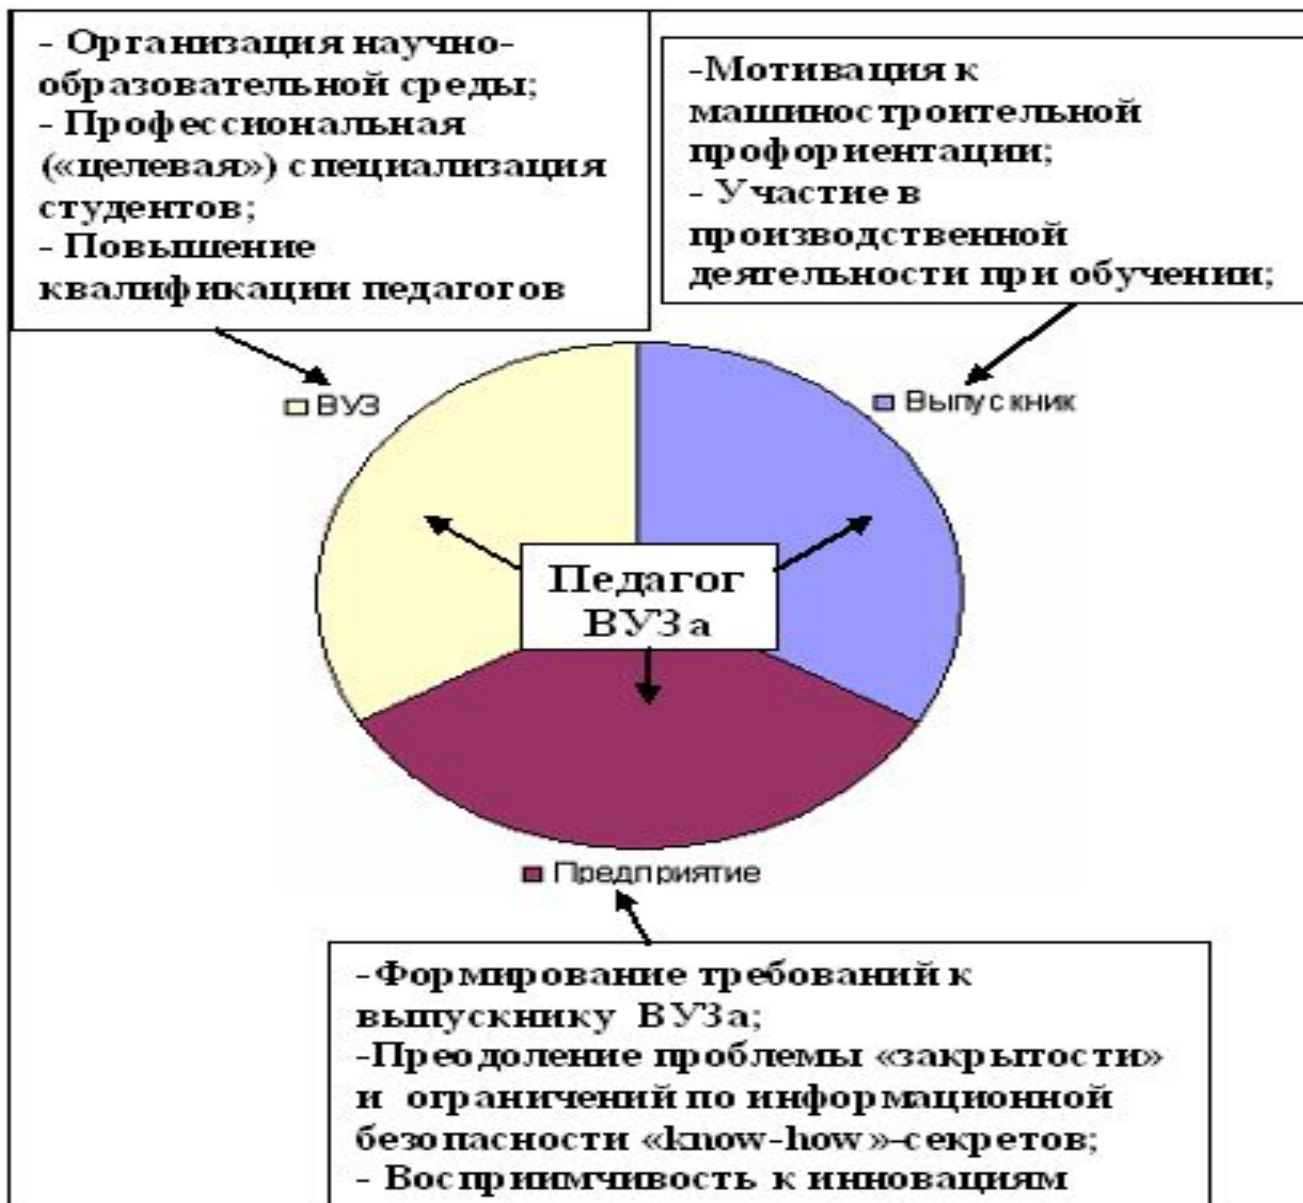 - Организация научно-
образовательной среды;
- Профессиональная
(«целевая») специализация
студентов;
- Повышение
квалификации педагогов
-Мотивация к
машиностроительной
профориентации;
- Участие в
производственной
деятельности при обучении;
ВУЗ
Выпускник
Педагог
ВУЗа
Предприятие
-Формирование требований к
выпускнику ВУЗа;
-Преодоление проблемы «закрытости»
и ограничений по информационной
безопасности «know-how»-секретов;
- Восприимчивость к инновациям